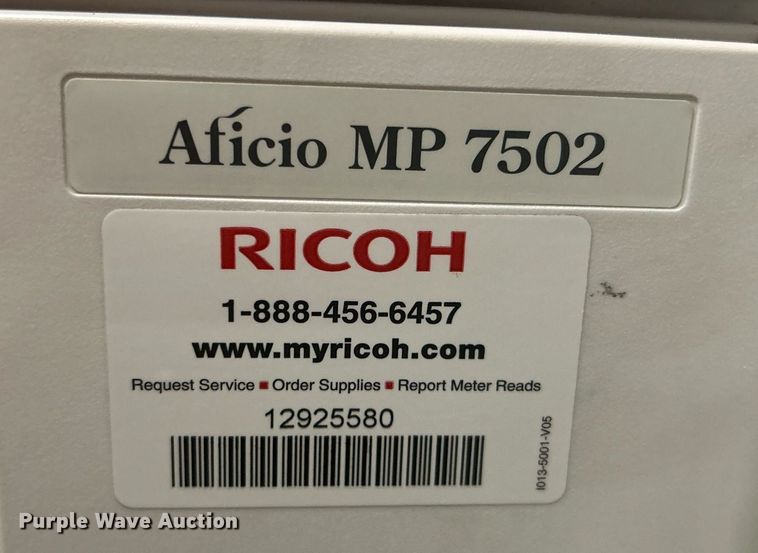 Aficio MP 7502
RICOH
1-888-456-6457
www.myricoh.com
Request Service ■ Order Supplies ■ Report Meter Reads
12925580
I013-5001-V05
Purple Wave Auction